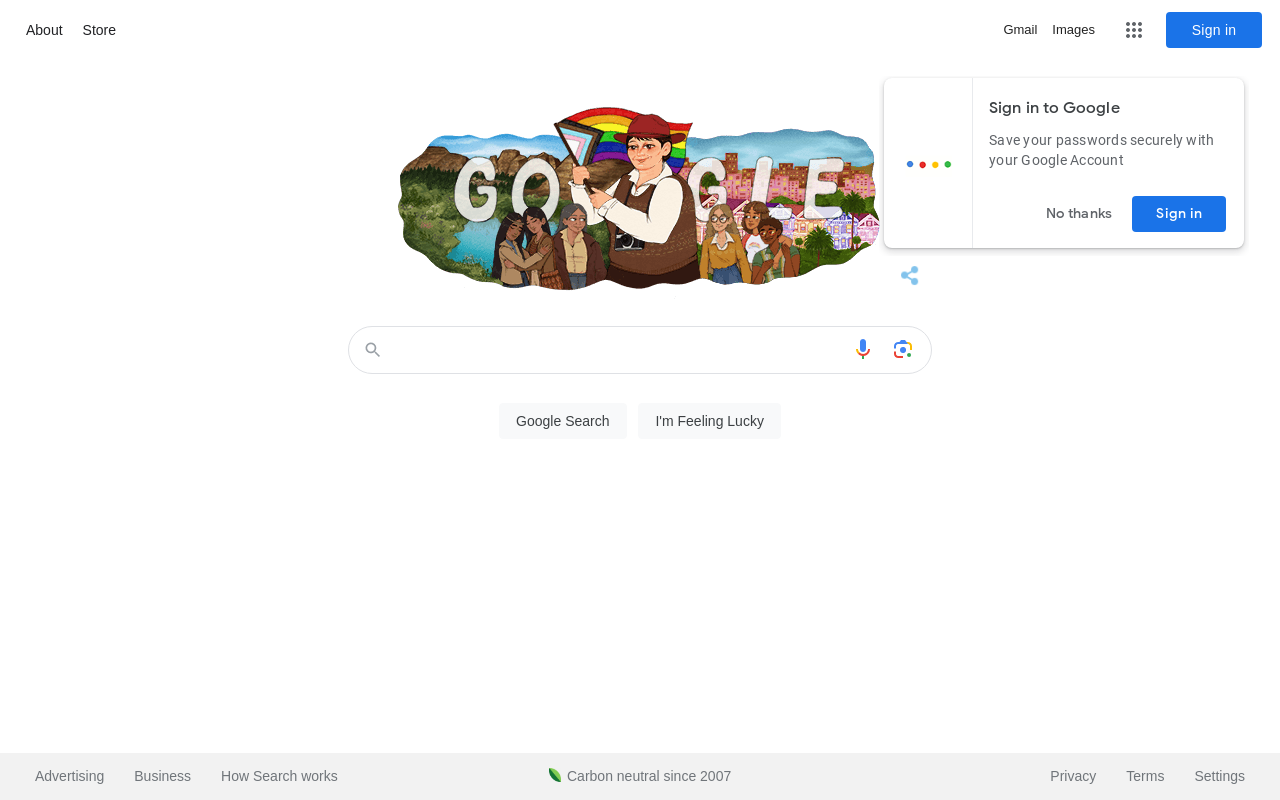 About Store
Gmail Images
Sign in
GOOGLE
Sign in to Google
Save your passwords securely with
your Google Account
No thanks
Sign in
Google Search
I'm Feeling Lucky
Advertising Business How Search works
Carbon neutral since 2007
Privacy Terms Settings